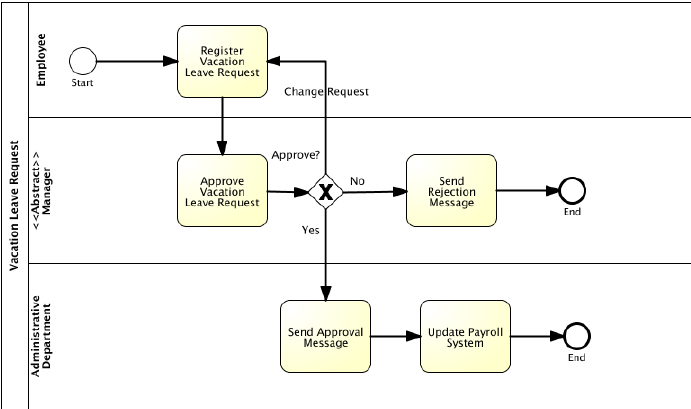 Vacation Leave Request
Employee
Start
Register
Vacation
Leave Request
Change Request
<<Abstract>>
Manager
Approve
Vacation
Leave Request
Approve?
X
No
Yes
Send
Rejection
Message
End
Administrative
Department
Send Approval
Message
Update Payroll
System
End